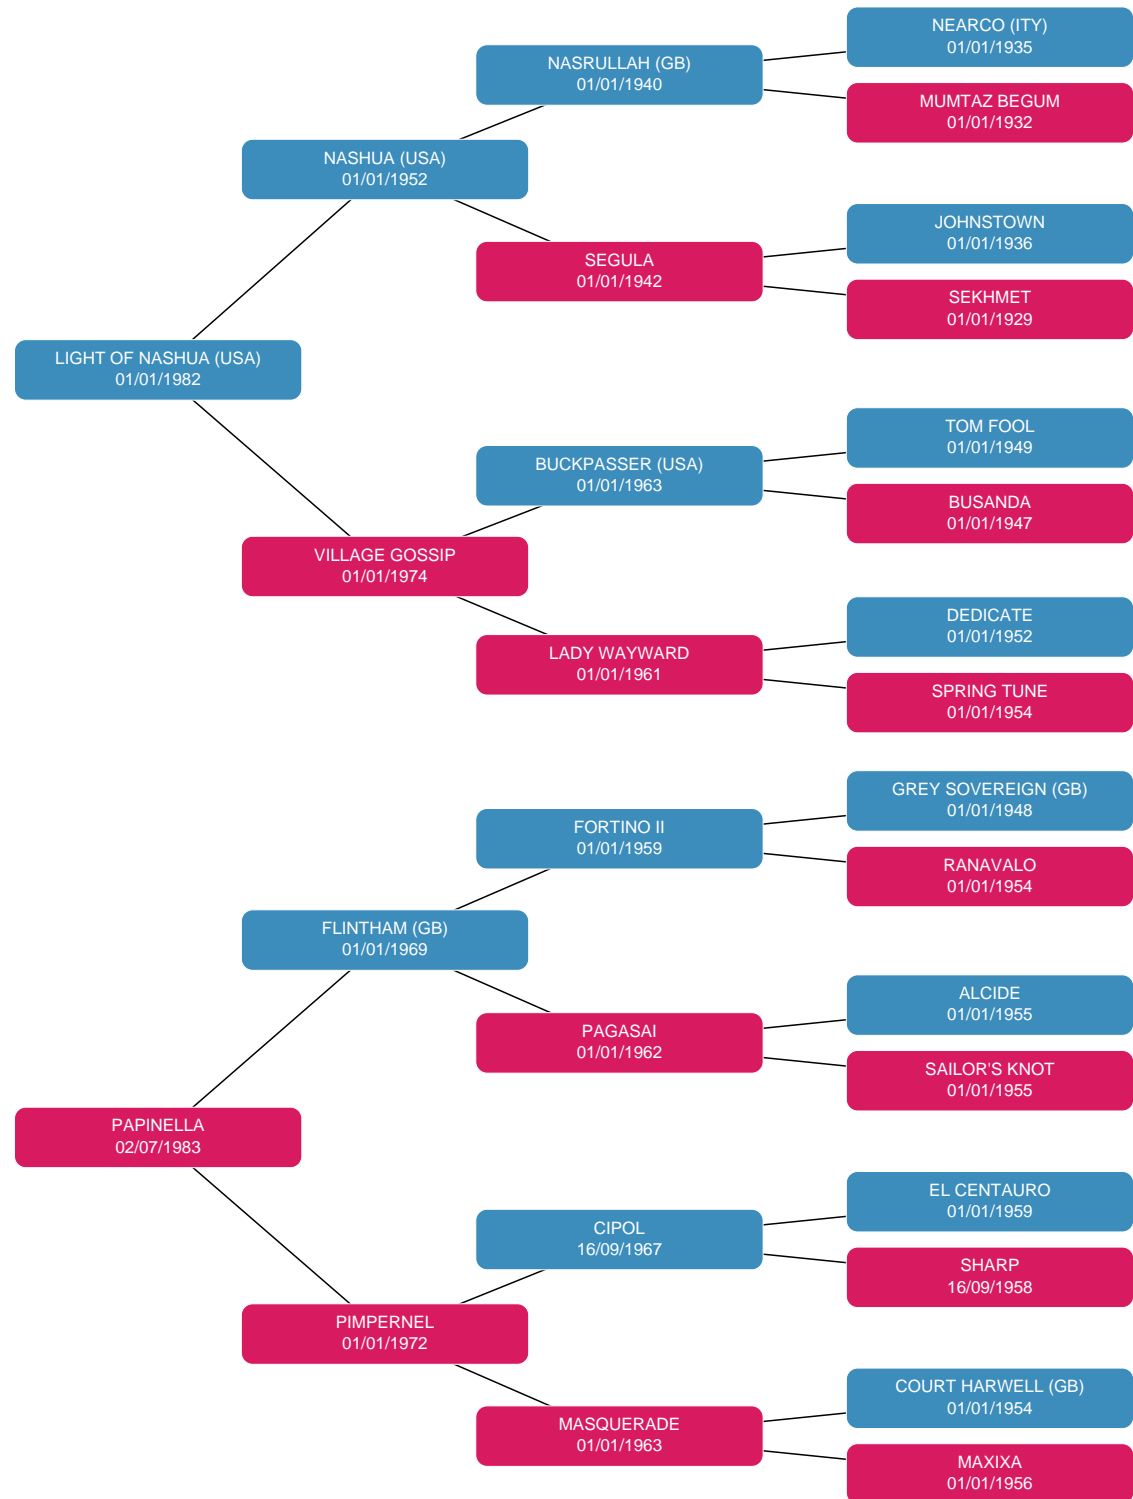 NEARCO (ITY)
01/01/1935
NASRULLAH (GB)
01/01/1940
MUMTAZ BEGUM
01/01/1932
NASHUA (USA)
01/01/1952
JOHNSTOWN
01/01/1936
SEGULA
01/01/1942
SEKHMET
01/01/1929
LIGHT OF NASHUA (USA)
01/01/1982
TOM FOOL
01/01/1949
BUCKPASSER (USA)
01/01/1963
BUSANDA
01/01/1947
VILLAGE GOSSIP
01/01/1974
DEDICATE
01/01/1952
LADY WAYWARD
01/01/1961
SPRING TUNE
01/01/1954
GREY SOVEREIGN (GB)
01/01/1948
FORTINO II
01/01/1959
RANAVALO
01/01/1954
FLINTHAM (GB)
01/01/1969
ALCIDE
01/01/1955
PAGASAI
01/01/1962
SAILOR'S KNOT
01/01/1955
PAPINELLA
02/07/1983
EL CENTAURO
01/01/1959
CIPOL
16/09/1967
SHARP
16/09/1958
PIMPERNEL
01/01/1972
COURT HARWELL (GB)
01/01/1954
MASQUERADE
01/01/1963
MAXIXA
01/01/1956